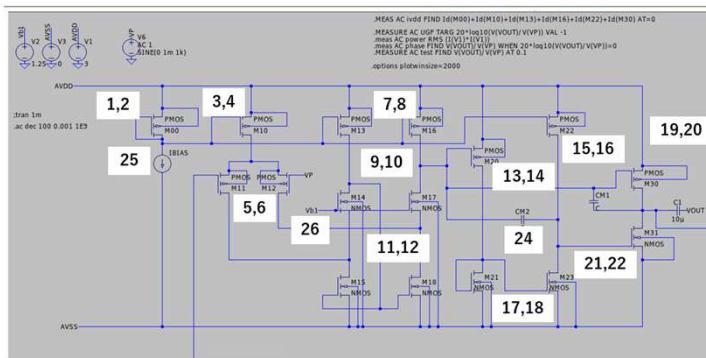 .MEAS AC ivdd FIND Id(M00)+Id(M10)+Id(M13)+Id(M16)+Id(M22)+Id(M30) AT=0
.MEASURE AC UGF TARG 20*log10(V(VOUT)/V(VP)) VAL -1
.meas AC power RMS (I(V1)*I(V1))
.meas AC phase FIND V(VOUT)/V(VP) WHEN 20*log10(V(VOUT)/V(VP))=0
.MEASURE AC test FIND V(VOUT)/V(VP) AT 0.1
.options plotwinsize=2000
Vb1
AVSS
AVDD
VP
V2
V3
V1
V6
AC 1
SINE(0 1m 1k)
1.25
0
3
AVDD
;tran 1m
.ac dec 100 0.001 1E3
1,2
3,4
7,8
PMOS
M00
PMOS
M10
PMOS
M13
PMOS
M16
PMOS
M20
PMOS
M22
15,16
19,20
25
IBIAS
9,10
13,14
PMOS
M11
PMOS
M12
VP
5,6
Vb1
26
M14
NMOS
M17
NMOS
PMOS
M30
CM1
C
C1
10µ
VOUT
CM2
24
11,12
M31
NMOS
21,22
M15
NMOS
M18
NMOS
M21
NMOS
M23
NMOS
17,18
AVSS